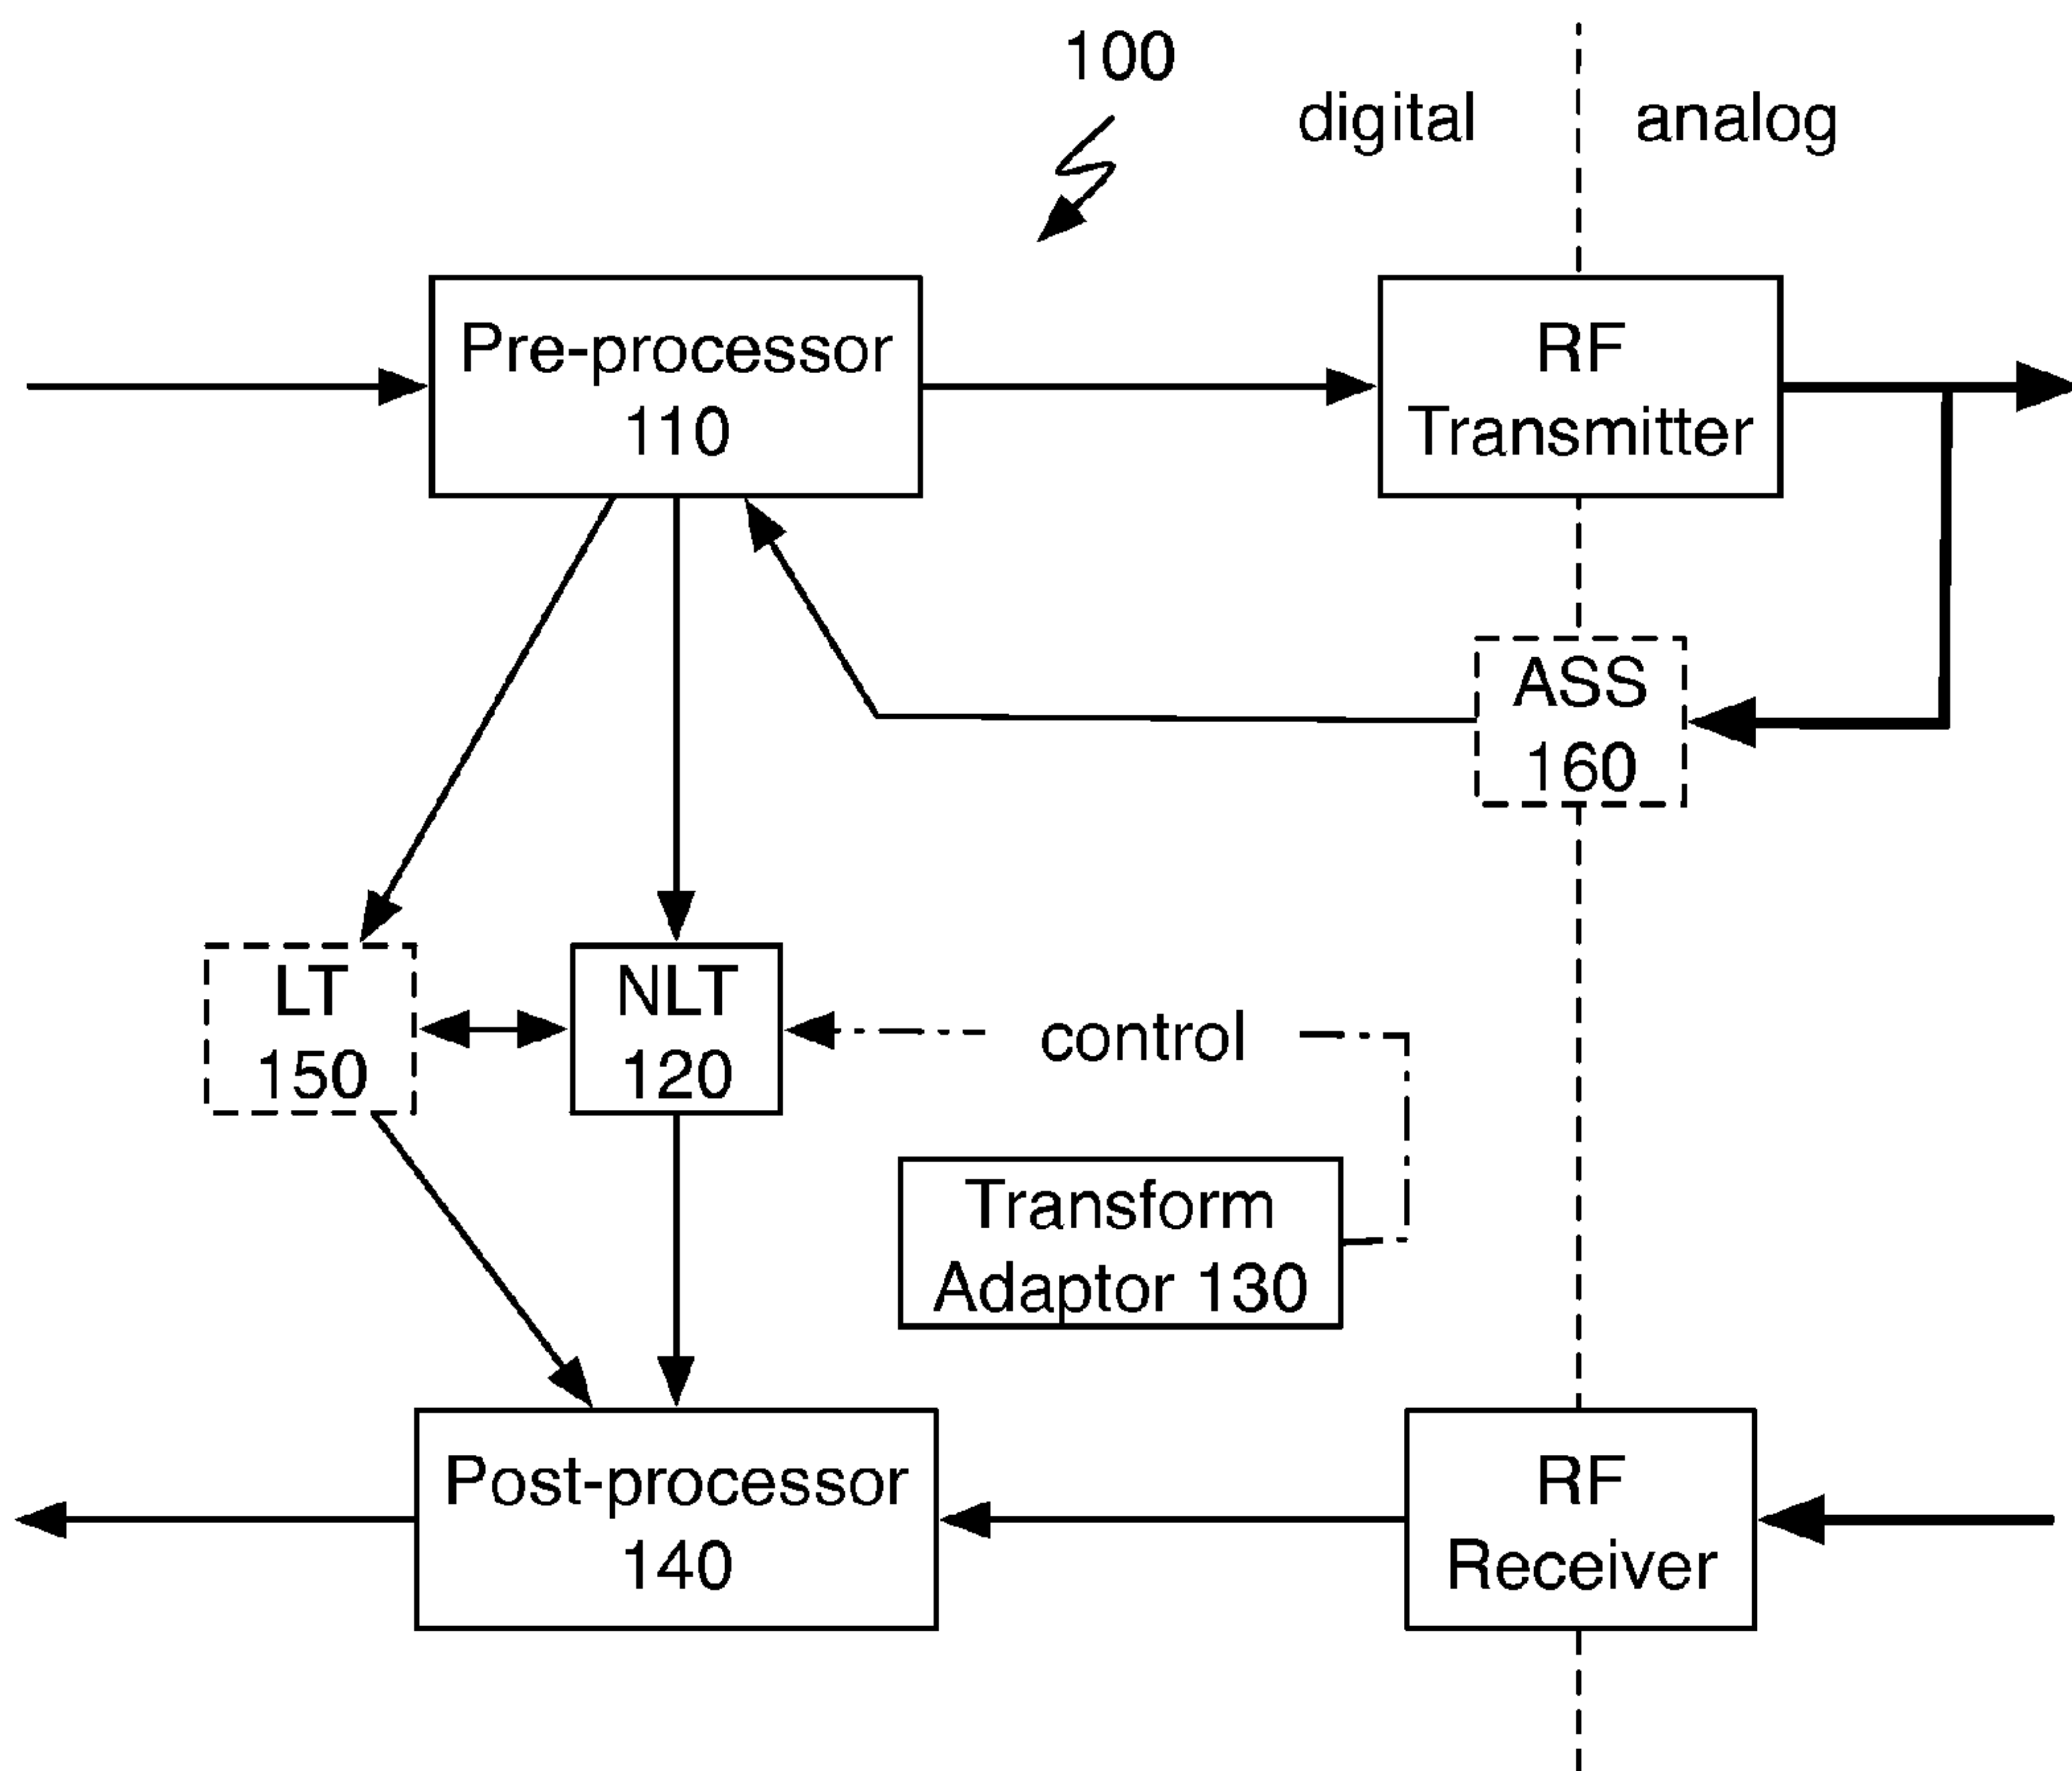 100
digital
analog
Pre-processor
110
RF
Transmitter
ASS
160
LT
150
NLT
120
control
Transform
Adaptor 130
Post-processor
140
RF
Receiver